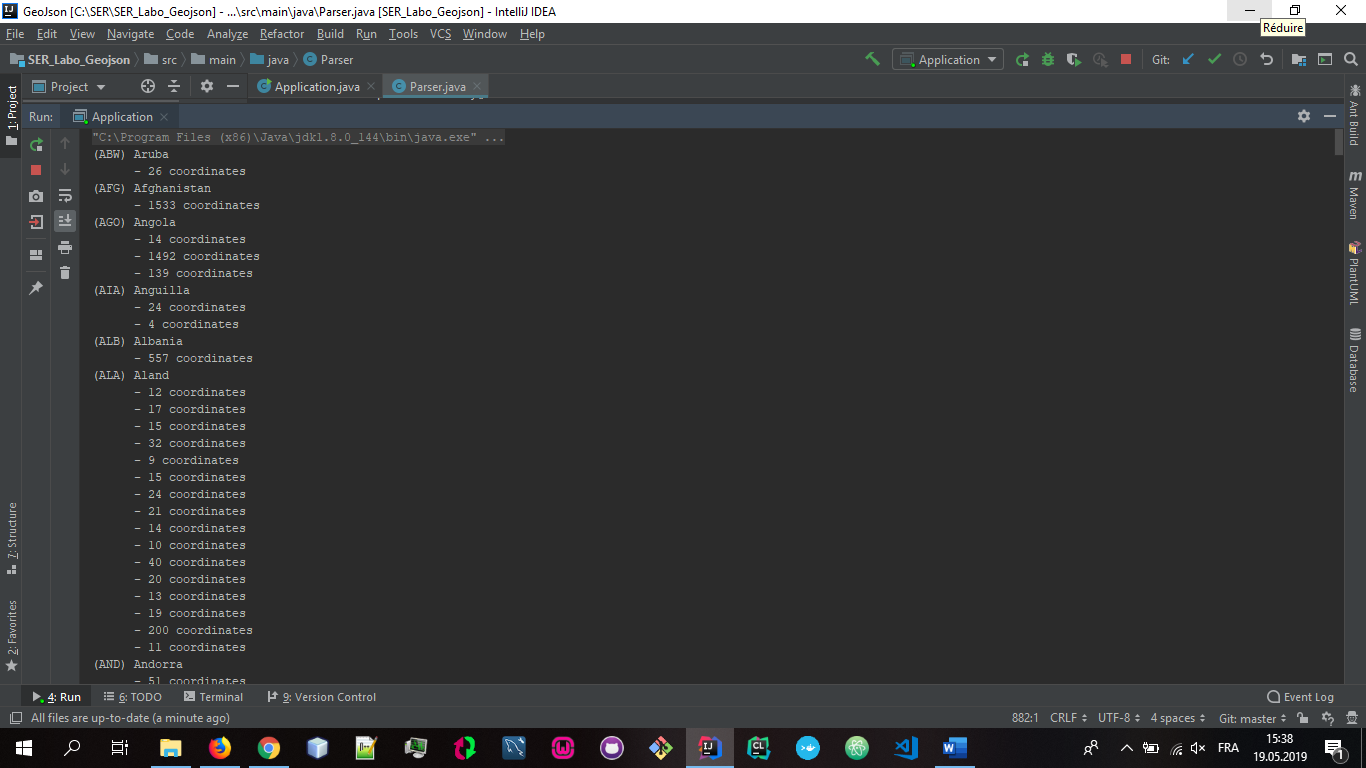 GeoJson [C:\SER\SER_Labo_Geojson] - ...\src\main\java\Parser.java [SER_Labo_Geojson] - IntelliJ IDEA
Réduire
File Edit View Navigate Code Analyze Refactor Build Run Tools VCS Window Help
SER_Labo_Geojson src main java Parser Application Git:
Project Application.java Parser.java
Run: Application
"C:\Program Files (x86)\Java\jdk1.8.0_144\bin\java.exe" ...
(ABW) Aruba
- 26 coordinates
(AFG) Afghanistan
- 1533 coordinates
(AGO) Angola
- 14 coordinates
- 1492 coordinates
- 139 coordinates
(AIA) Anguilla
- 24 coordinates
- 4 coordinates
(ALB) Albania
- 557 coordinates
(ALA) Aland
- 12 coordinates
- 17 coordinates
- 15 coordinates
- 32 coordinates
- 9 coordinates
- 15 coordinates
- 24 coordinates
- 21 coordinates
- 14 coordinates
- 10 coordinates
- 40 coordinates
- 20 coordinates
- 13 coordinates
- 19 coordinates
- 200 coordinates
- 11 coordinates
(AND) Andorra
- 51 coordinates
1: Project
7: Structure
2: Favorites
Ant Build
Maven
PlantUML
Database
4: Run 6: TODO Terminal 9: Version Control Event Log
All files are up-to-date (a minute ago) 882:1 CRLF UTF-8 4 spaces Git: master
FRA 15:38
19.05.2019
1